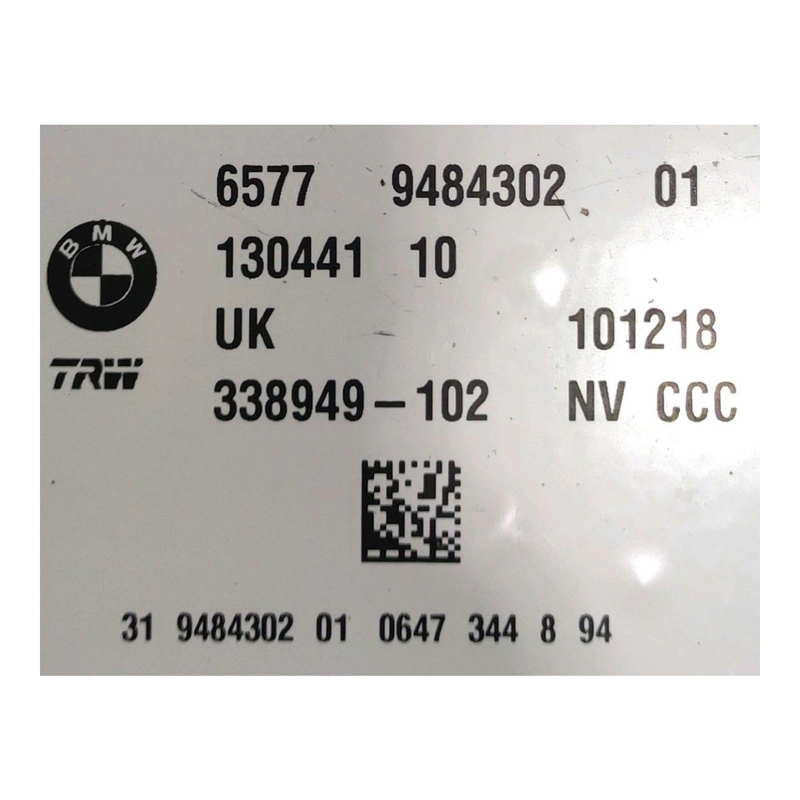 6577 9484302 01
BMW
130441 10
UK 101218
TRW
338949-102 NV CCC
31 9484302 01 0647 344 8 94